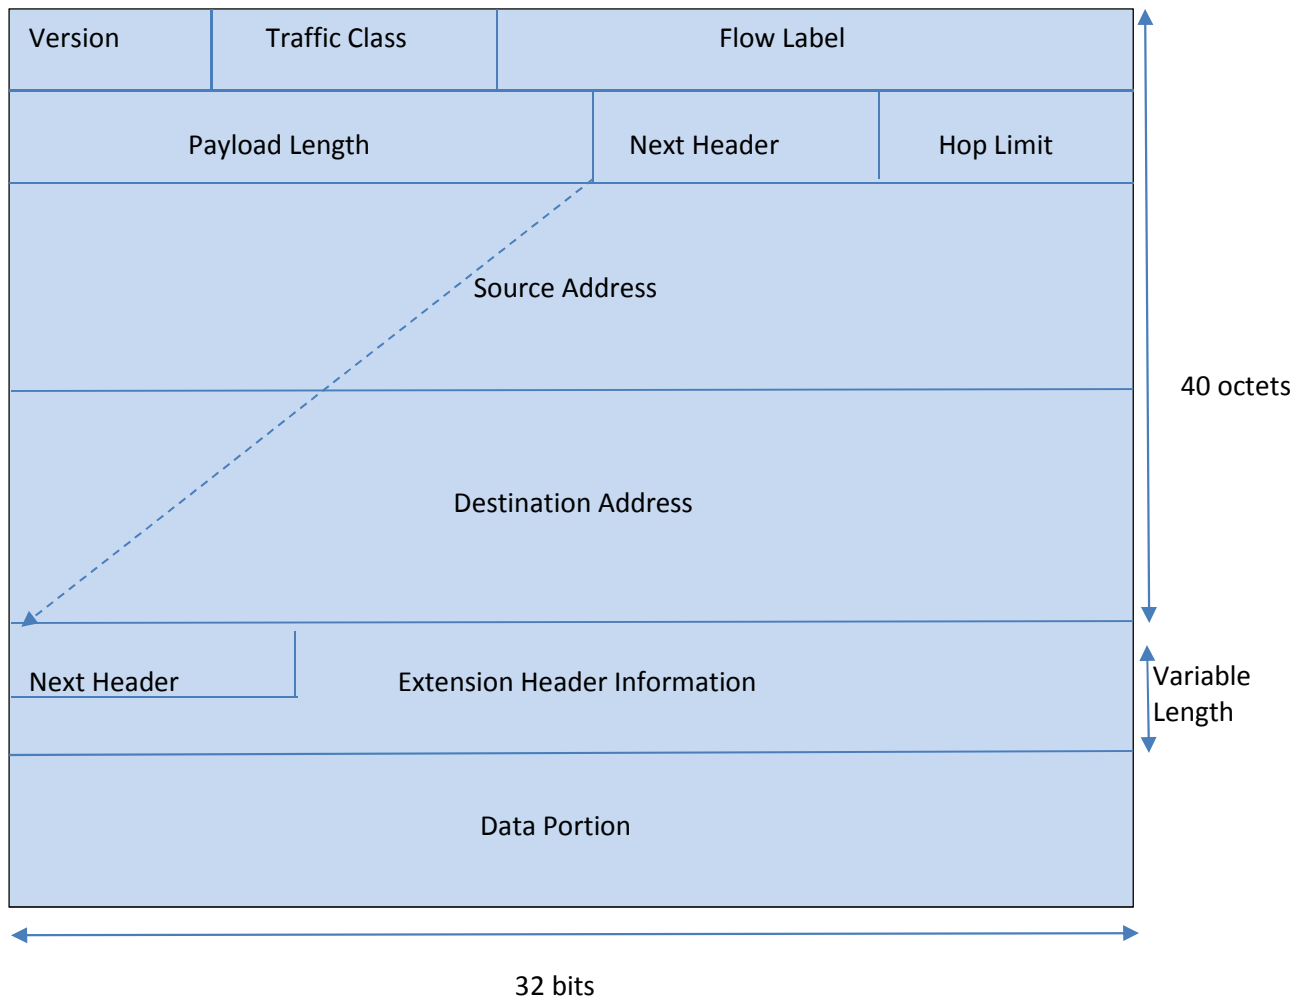 Version
Traffic Class
Flow Label
Payload Length
Next Header
Hop Limit
Source Address
40 octets
Destination Address
Next Header
Extension Header Information
Variable
Length
Data Portion
32 bits